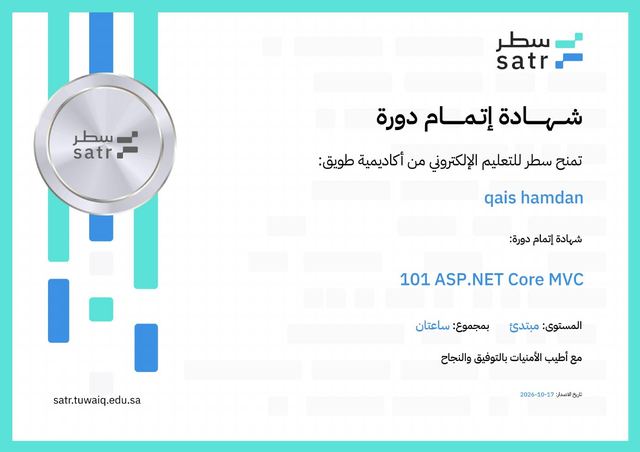 سطر
satr
سطر
satr
شهـــادة إتمـــام دورة
تمنح سطر للتعليم الإلكتروني من أكاديمية طويق:
qais hamdan
شهادة إتمام دورة:
101 ASP.NET Core MVC
المستوى: مبتدئ بمجموع: ساعتان
مع أطيب الأمنيات بالتوفيق والنجاح
تاريخ الاصدار: 2026-10-17
satr.tuwaiq.edu.sa